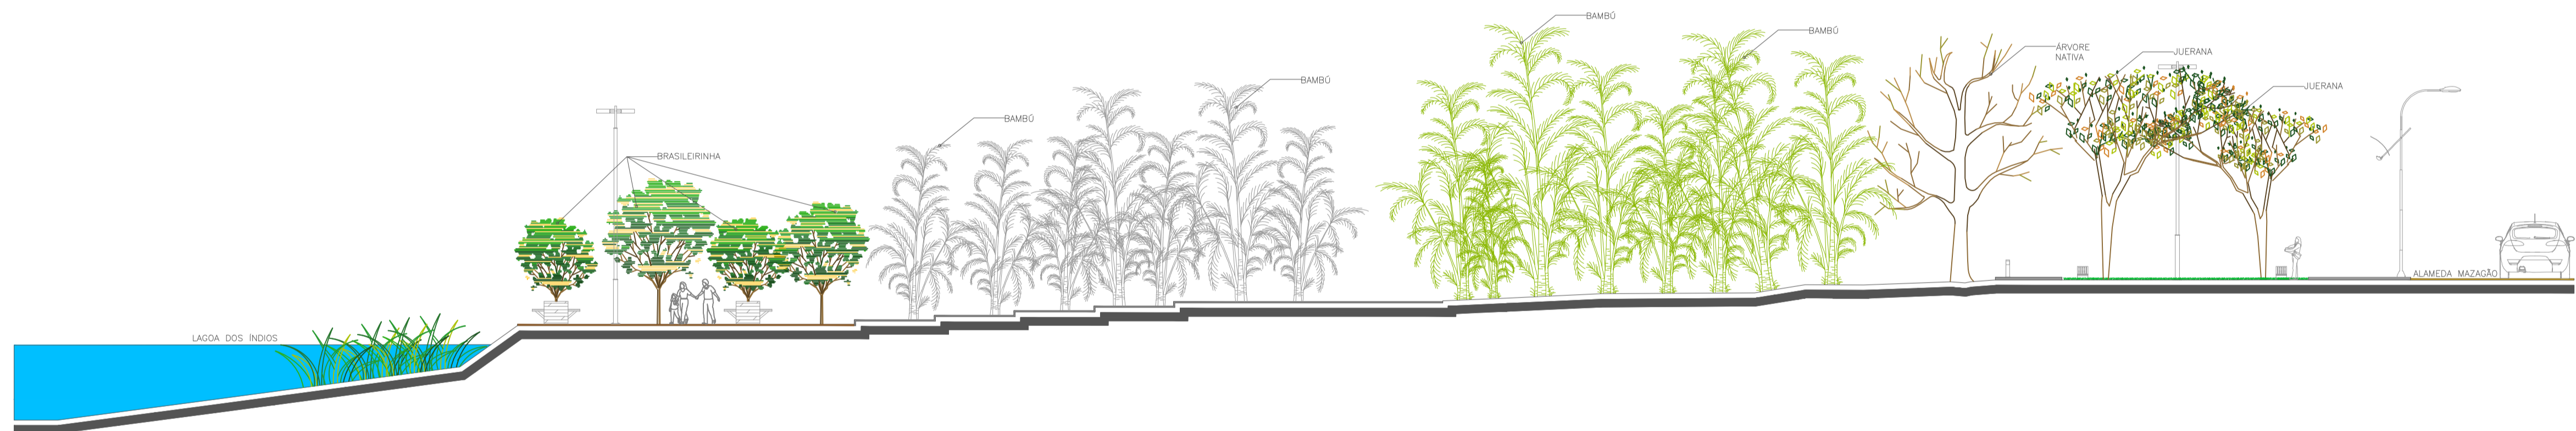 BAMBÚ
BAMBÚ
ÁRVORE
NATIVA
JUERANA
BAMBÚ
JUERANA
BAMBÚ
BRASILEIRINHA
ALAMEDA MAZAGÃO
LAGOA DOS ÍNDIOS